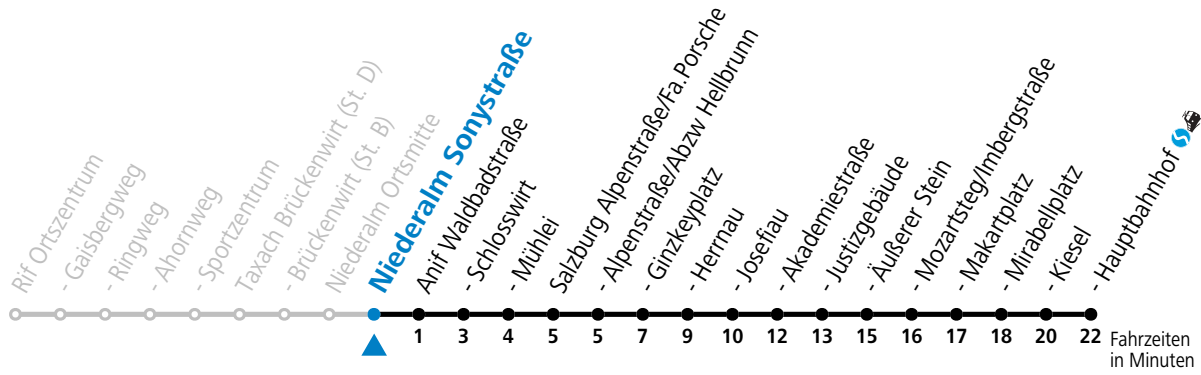 Rif Ortszentrum
- Gaisbergweg
- Ringweg
- Ahornweg
- Sportzentrum
Taxach Brückenwirt (St. D)
- Brückenwirt (St. B)
Niederalm Ortsmitte
Niederalm Sonystraße
Anif Waldbadstraße
- Schlosswirt
- Mühlei
Salzburg Alpenstraße/Fa. Porsche
- Alpenstraße/Abzw Hellbrunn
- Ginzkeyplatz
- Herrnau
- Josefiau
- Akademiestraße
- Justizgebäude
- Äußerer Stein
- Mozartsteg/Imbergstraße
- Makartplatz
- Mirabellplatz
- Kiesel
- Hauptbahnhof
1 3 4 5 5 7 9 10 12 13 15 16 17 18 20 22 Fahrzeiten
in Minuten